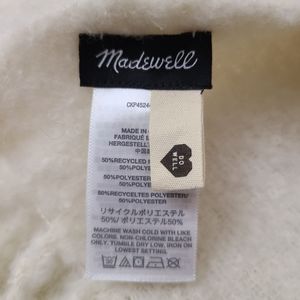 Madewell
CKP4524
MADE IN
FABRIQUÉ
中国
DO
WELL
50%RECYCLED
50%POLYESTER
50%POLYESTER
50%RECYCLED POLYESTER/
50%POLYESTER
リサイクルポリエステル
50%/ ポリエステル50%
MACHINE WASH COLD WITH LIKE
COLORS. NON-CHLORINE BLEACH
ONLY. TUMBLE DRY LOW. IRON ON
LOWEST SETTING